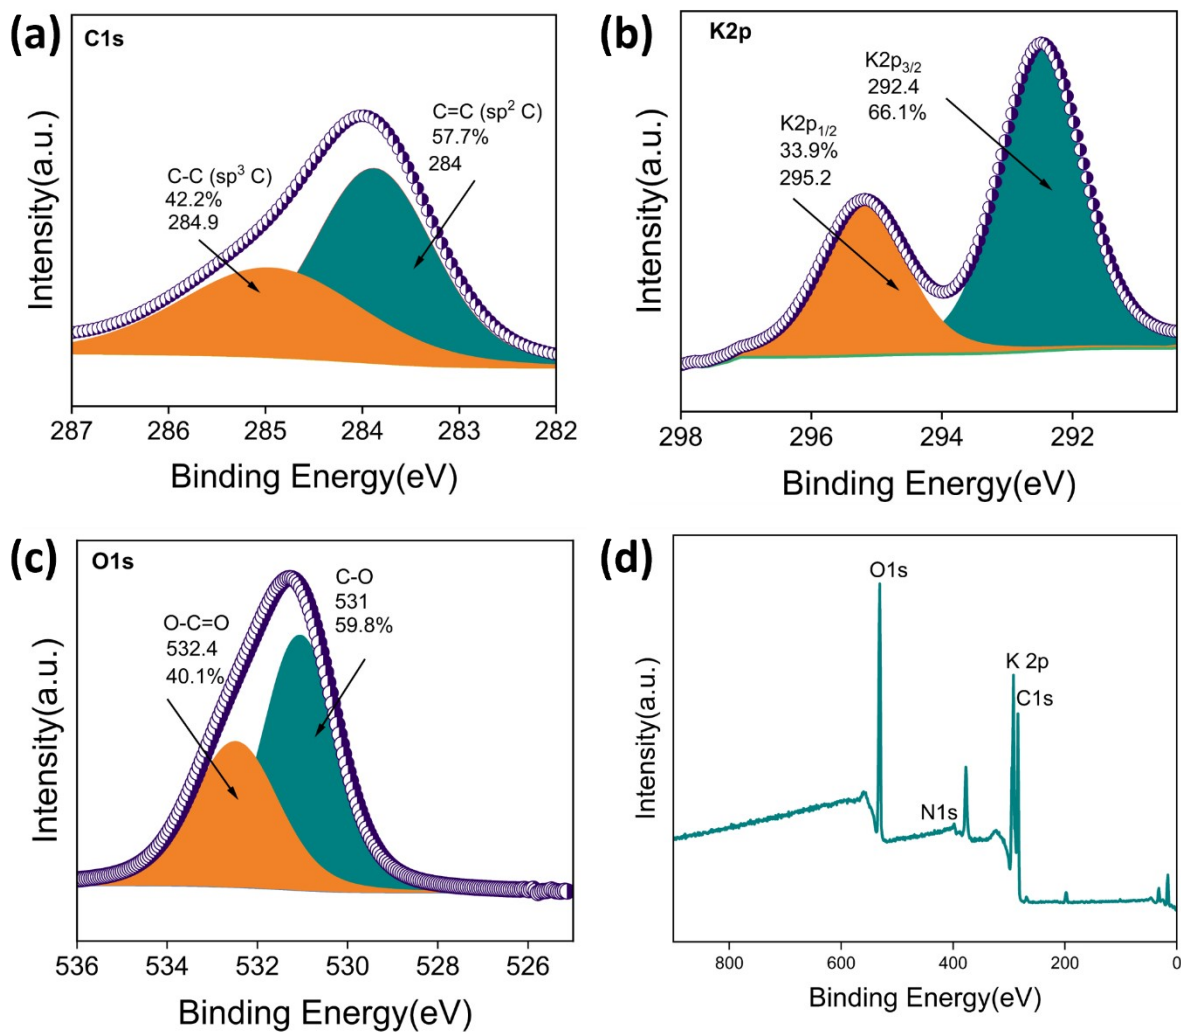 (a)
C1s
C=C (sp² C)
57.7%
284
C-C (sp³ C)
42.2%
284.9
Intensity(a.u.)
287 286 285 284 283 282
Binding Energy(eV)
(b)
K2p
K2p₃/₂
292.4
66.1%
K2p₁/₂
33.9%
295.2
Intensity(a.u.)
298 296 294 292
Binding Energy(eV)
(c)
O1s
C-O
531
59.8%
O-C=O
532.4
40.1%
Intensity(a.u.)
536 534 532 530 528 526
Binding Energy(eV)
(d)
O1s
K 2p
C1s
N1s
Intensity(a.u.)
800 600 400 200 0
Binding Energy(eV)